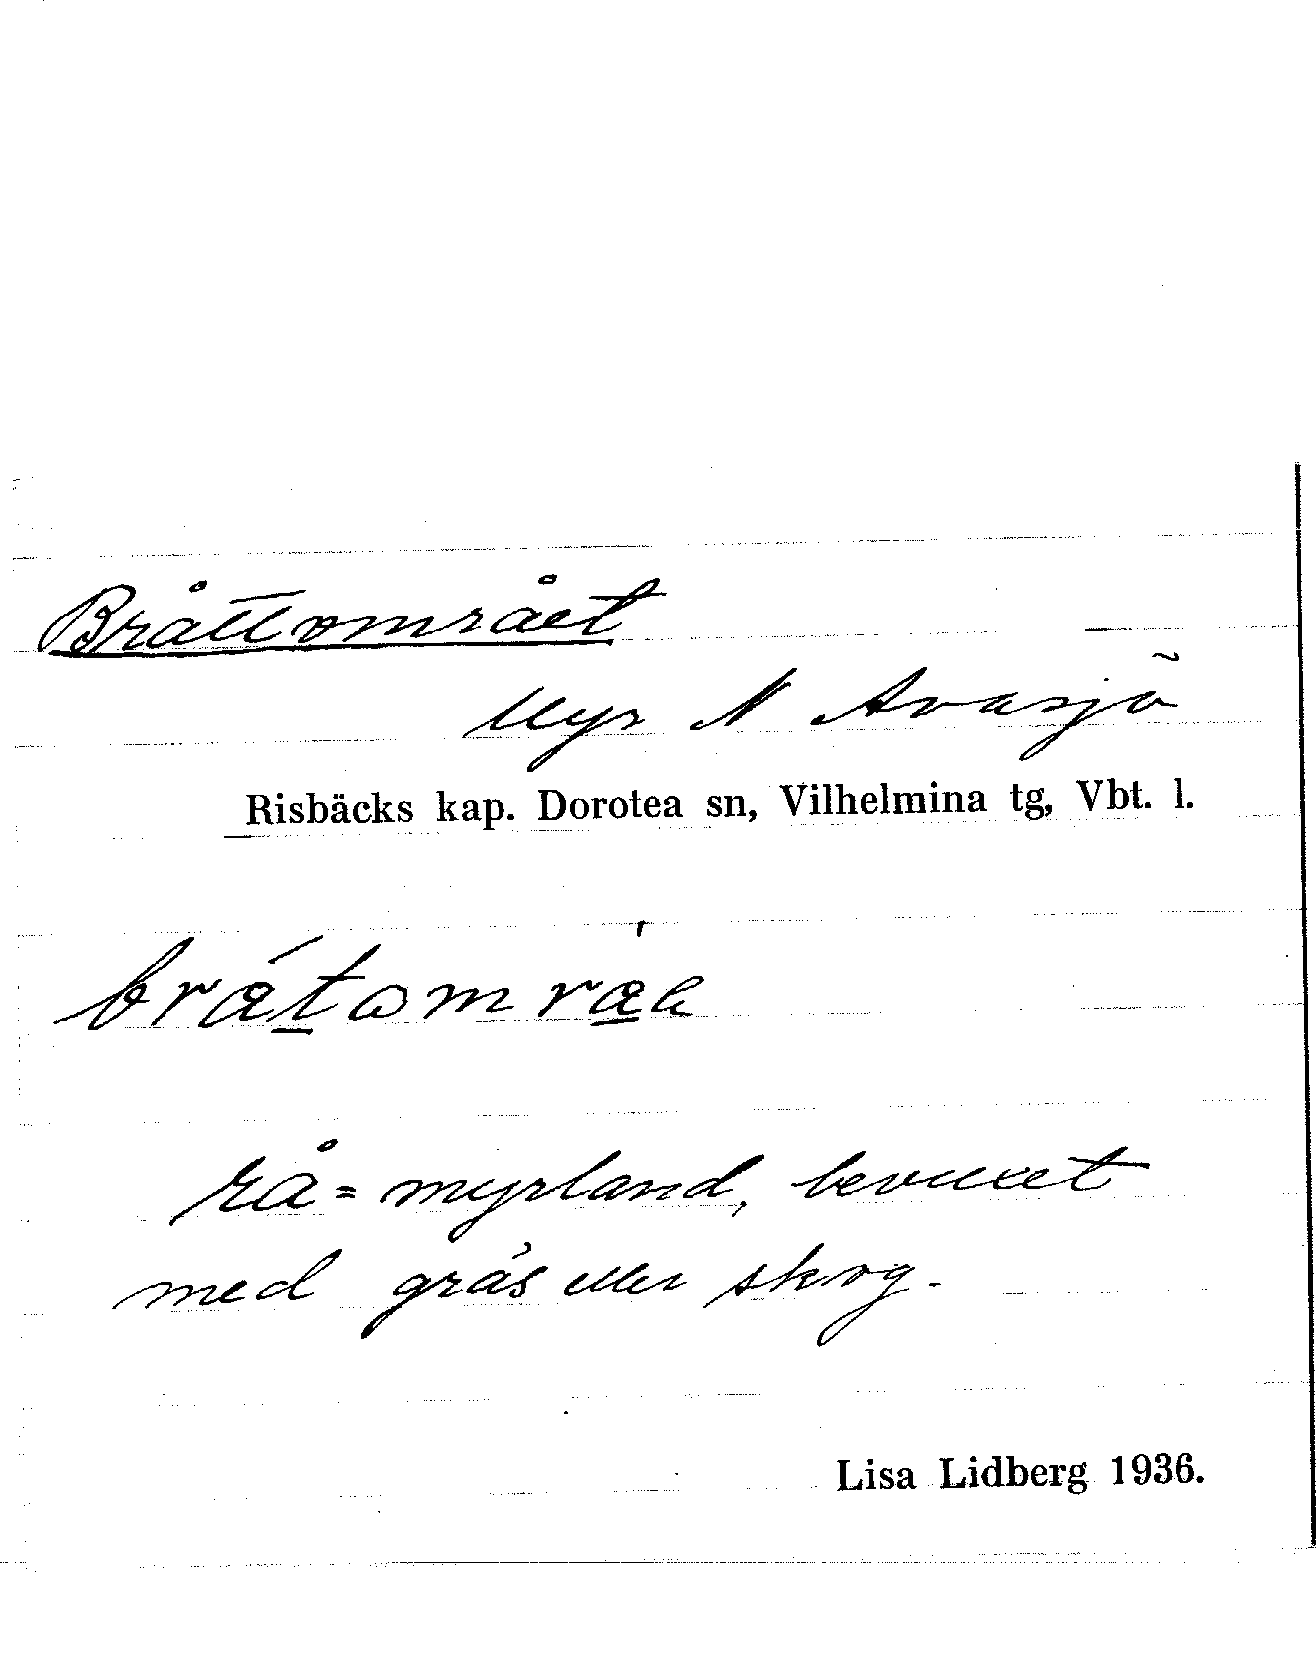 Bråttområet
Myr N Avasjö
Risbäcks kap. Dorotea sn, Vilhelmina tg, Vbt. l.
rå = myrland, bevuxet
med gräs eller skog.
Lisa Lidberg 1936.